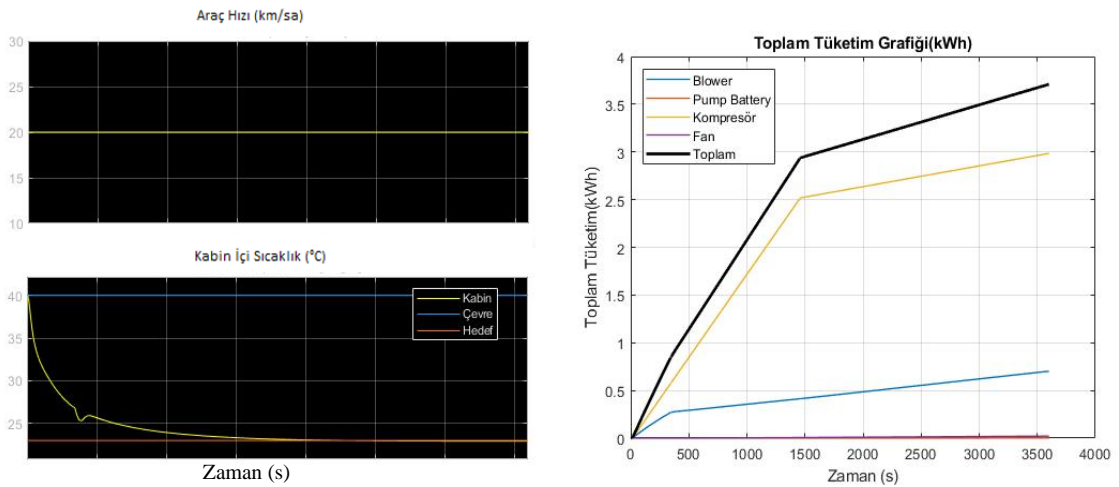 Araç Hızı (km/sa)
30
25
20
15
10
Kabin İçi Sıcaklık (°C)
40
35
30
25
Kabin
Çevre
Hedef
Zaman (s)
Toplam Tüketim Grafiği(kWh)
Toplam Tüketim(kWh)
4
3.5
3
2.5
2
1.5
1
0.5
0
Blower
Pump Battery
Kompresör
Fan
Toplam
0 500 1000 1500 2000 2500 3000 3500 4000
Zaman (s)